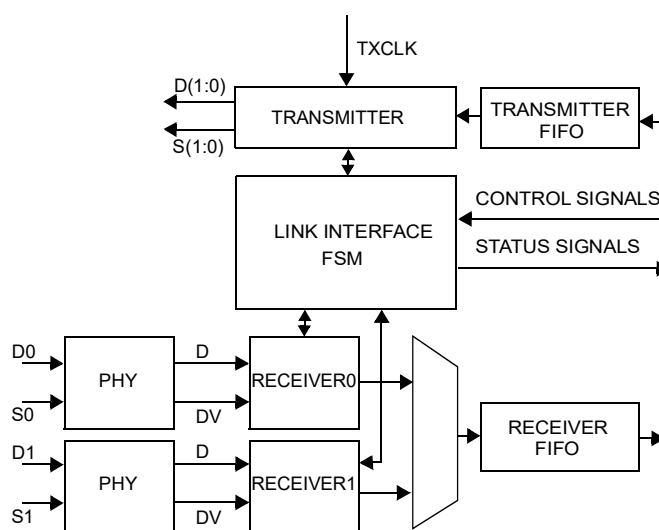 TXCLK
D(1:0)
S(1:0)
TRANSMITTER
TRANSMITTER
FIFO
LINK INTERFACE
FSM
CONTROL SIGNALS
STATUS SIGNALS
D0
S0
PHY
D
DV
RECEIVER0
D1
S1
PHY
D
DV
RECEIVER1
RECEIVER
FIFO